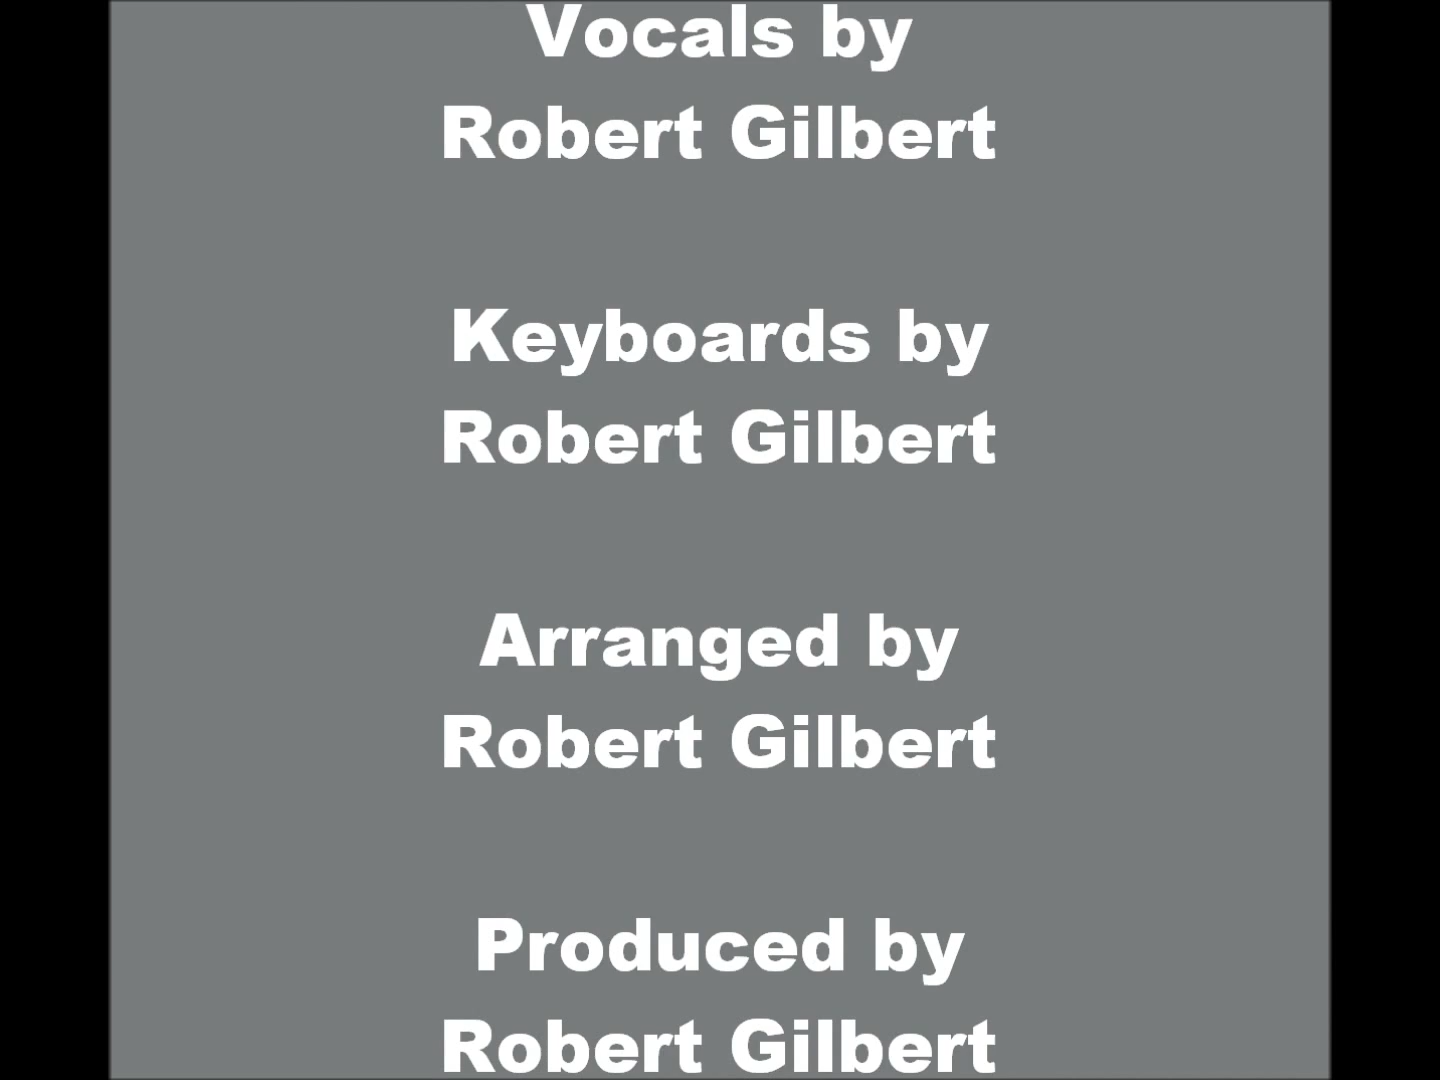 Vocals by
Robert Gilbert
Keyboards by
Robert Gilbert
Arranged by
Robert Gilbert
Produced by
Robert Gilbert